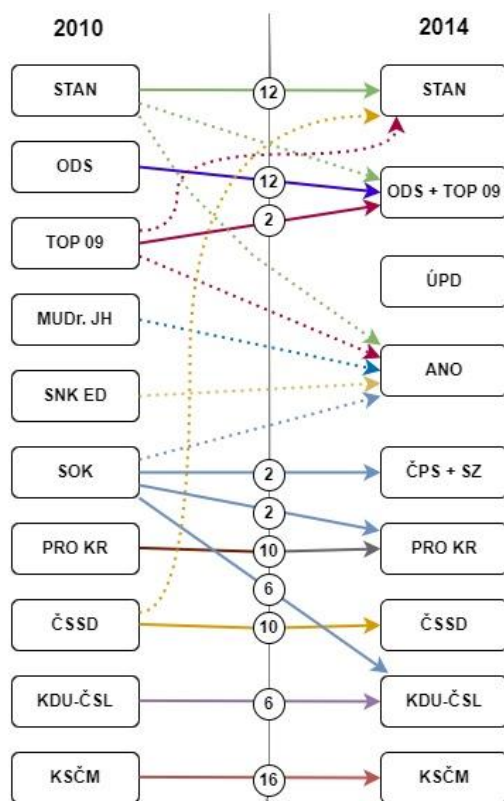 2010
2014
STAN
12
STAN
ODS
12
ODS + TOP 09
TOP 09
2
ÚPD
MUDr. JH
ANO
SNK ED
SOK
2
ČPS + SZ
2
PRO KR
10
PRO KR
6
ČSSD
10
ČSSD
KDU-ČSL
6
KDU-ČSL
KSČM
16
KSČM